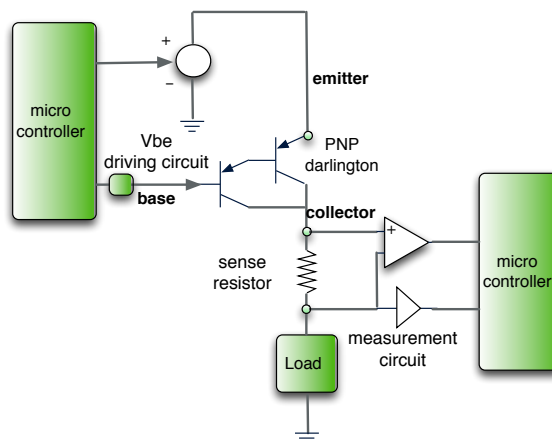 +
−
emitter
micro
controller
Vbe
driving circuit
PNP
darlington
base
collector
+
sense
resistor
micro
controller
measurement
circuit
Load